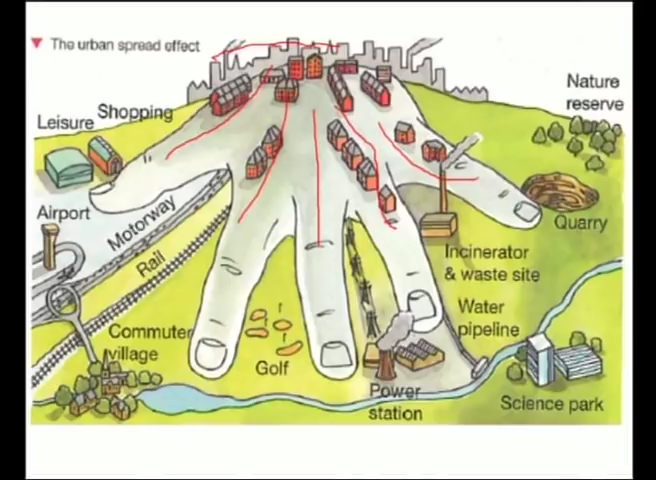 The urban spread effect
Nature
reserve
Shopping
Leisure
Airport
Motorway
Quarry
Rail
Incinerator
& waste site
Water
pipeline
Commuter
village
Golf
Power
station
Science park